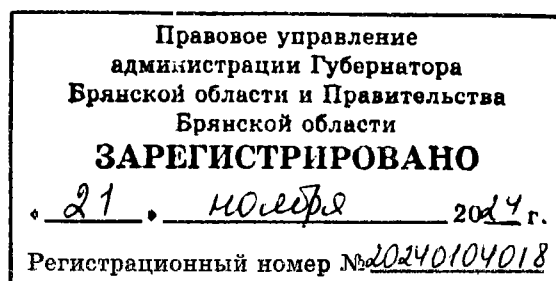 Правовое управление
администрации Губернатора
Брянской области и Правительства
Брянской области
ЗАРЕГИСТРИРОВАНО
« 21 » ноября 2024 г.
Регистрационный номер №20240104018